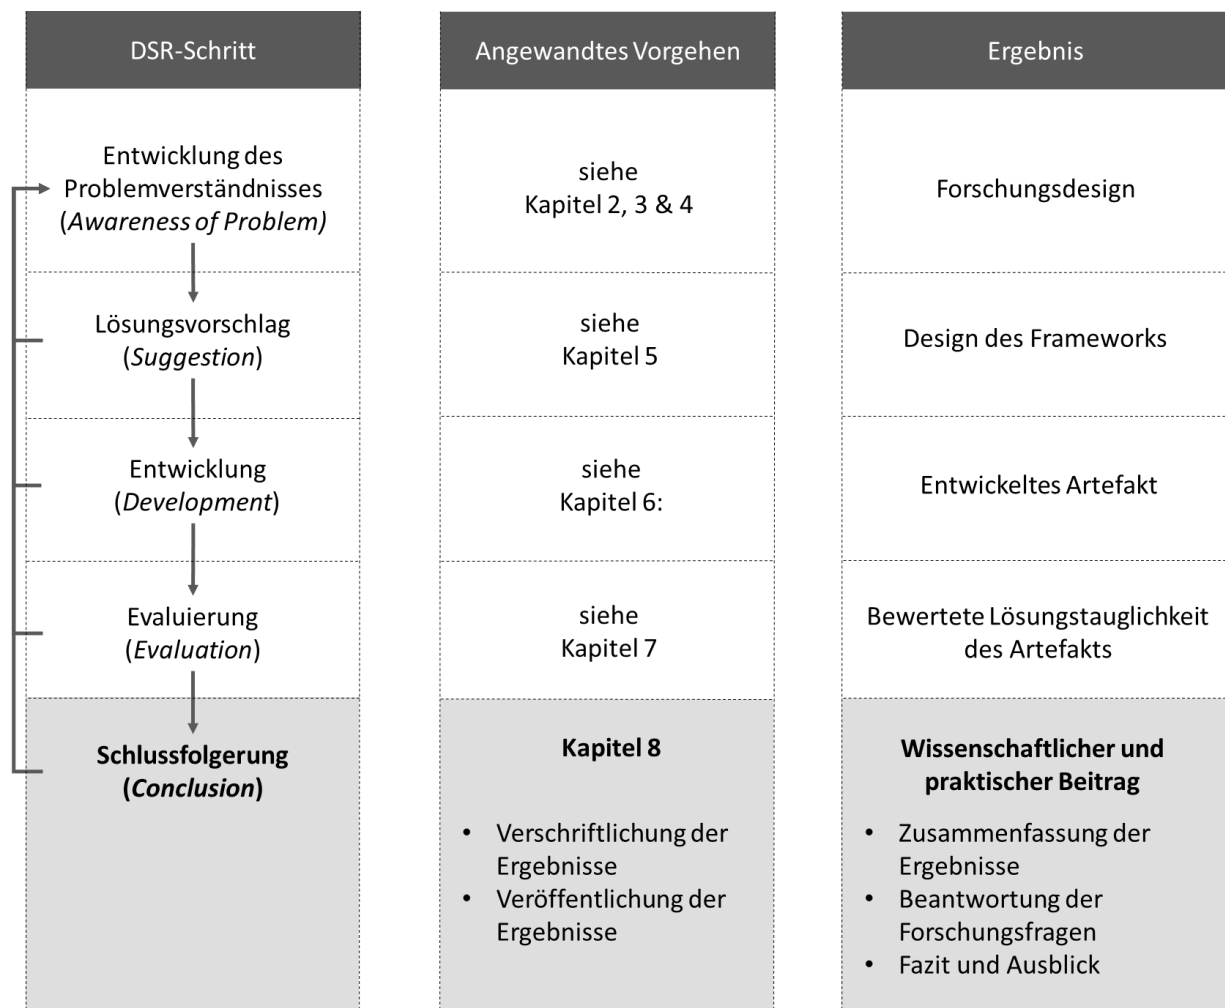 DSR-Schritt
Angewandtes Vorgehen
Ergebnis
Entwicklung des
Problemverständnisses
(Awareness of Problem)
siehe
Kapitel 2, 3 & 4
Forschungsdesign
Lösungsvorschlag
(Suggestion)
siehe
Kapitel 5
Design des Frameworks
Entwicklung
(Development)
siehe
Kapitel 6:
Entwickeltes Artefakt
Evaluierung
(Evaluation)
siehe
Kapitel 7
Bewertete Lösungstauglichkeit
des Artefakts
Schlussfolgerung
(Conclusion)
Kapitel 8
• Verschriftlichung der
Ergebnisse
• Veröffentlichung der
Ergebnisse
Wissenschaftlicher und
praktischer Beitrag
• Zusammenfassung der
Ergebnisse
• Beantwortung der
Forschungsfragen
• Fazit und Ausblick